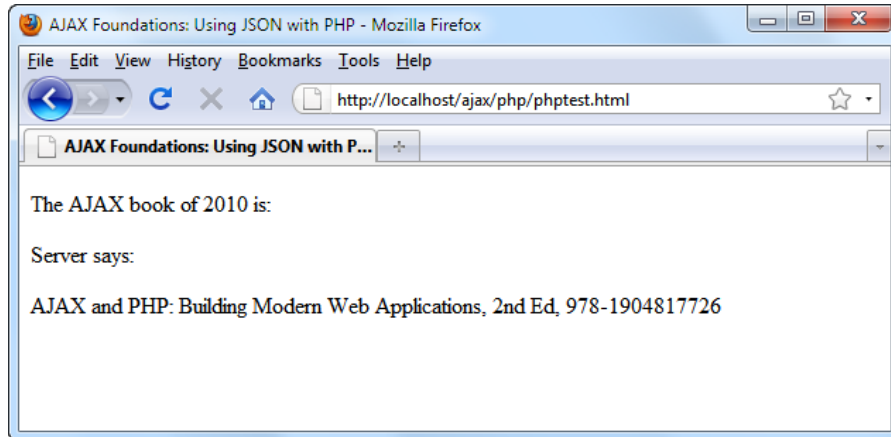 AJAX Foundations: Using JSON with PHP - Mozilla Firefox
File Edit View History Bookmarks Tools Help
http://localhost/ajax/php/phptest.html
AJAX Foundations: Using JSON with P...
The AJAX book of 2010 is:
Server says:
AJAX and PHP: Building Modern Web Applications, 2nd Ed, 978-1904817726